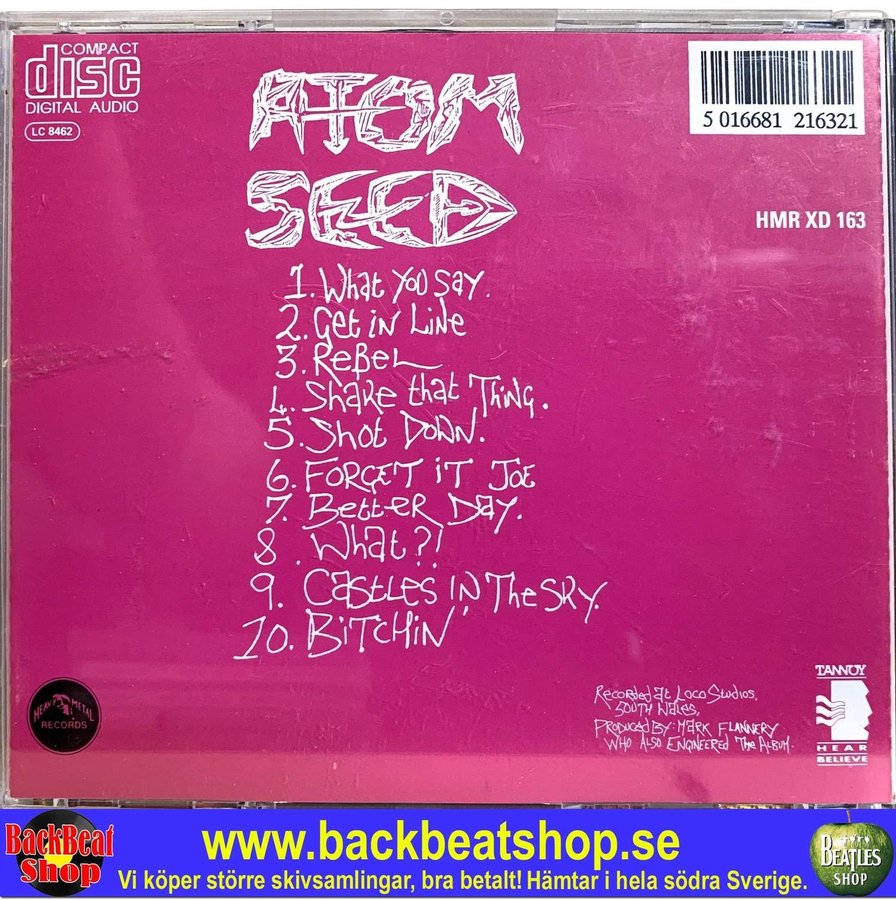 COMPACT
disc
DIGITAL AUDIO
LC 8462
ATOM
SEED
5 016681 216321
HMR XD 163
1. What You Say.
2. Get iN LiNe
3. ReBeL
4. Shake that Thing.
5. Shot DOWN.
6. FORGET iT JOE
7. BetteR Day.
8. What?!
9. CastLes IN The SKY.
10. BiTCHiN'
HEAVY METAL
RECORDS
Recorded at Loco Studios,
SOUTH Wales,
PRODUCED BY: MARK FLANNERY
WHO ALSO ENGINEERED The ALBUM.
TANNOY
HEAR
BELIEVE
BackBeat
Shop
www.backbeatshop.se
Vi köper större skivsamlingar, bra betalt! Hämtar i hela södra Sverige.
BEATLES
SHOP